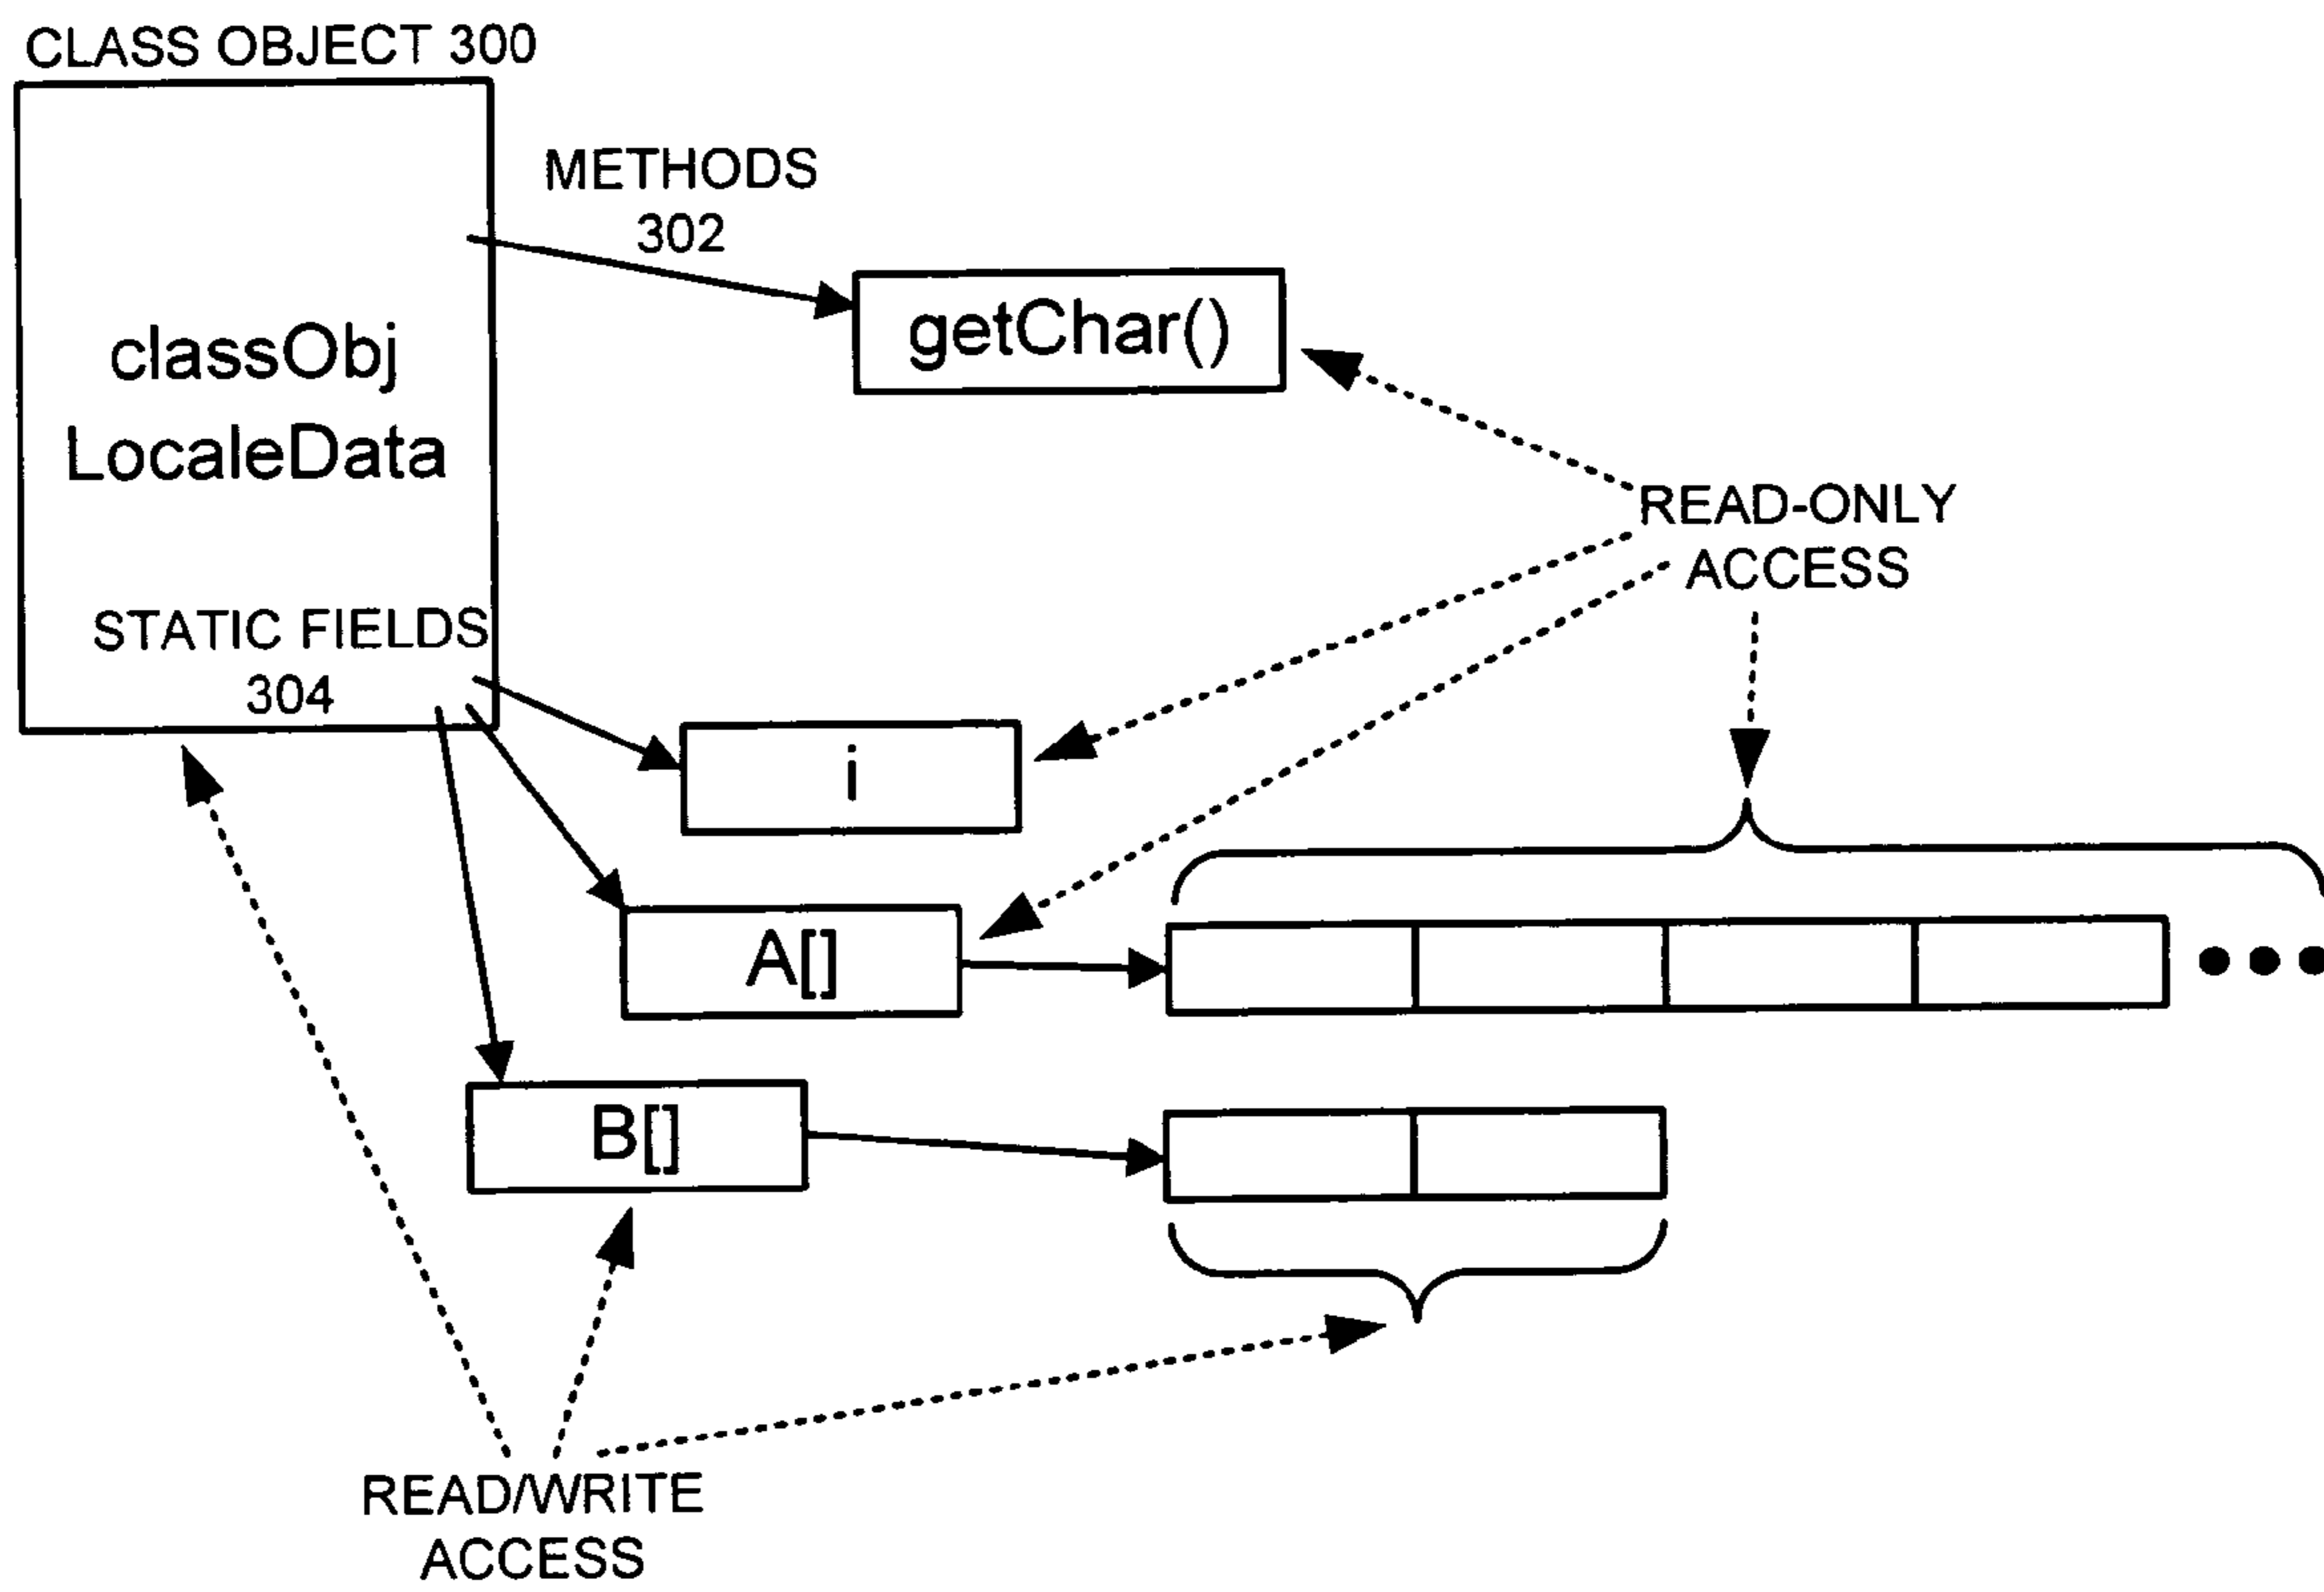 CLASS OBJECT 300
METHODS
302
getChar()
classObj
LocaleData
READ-ONLY
ACCESS
STATIC FIELDS
304
i
A[]
B[]
READ/WRITE
ACCESS